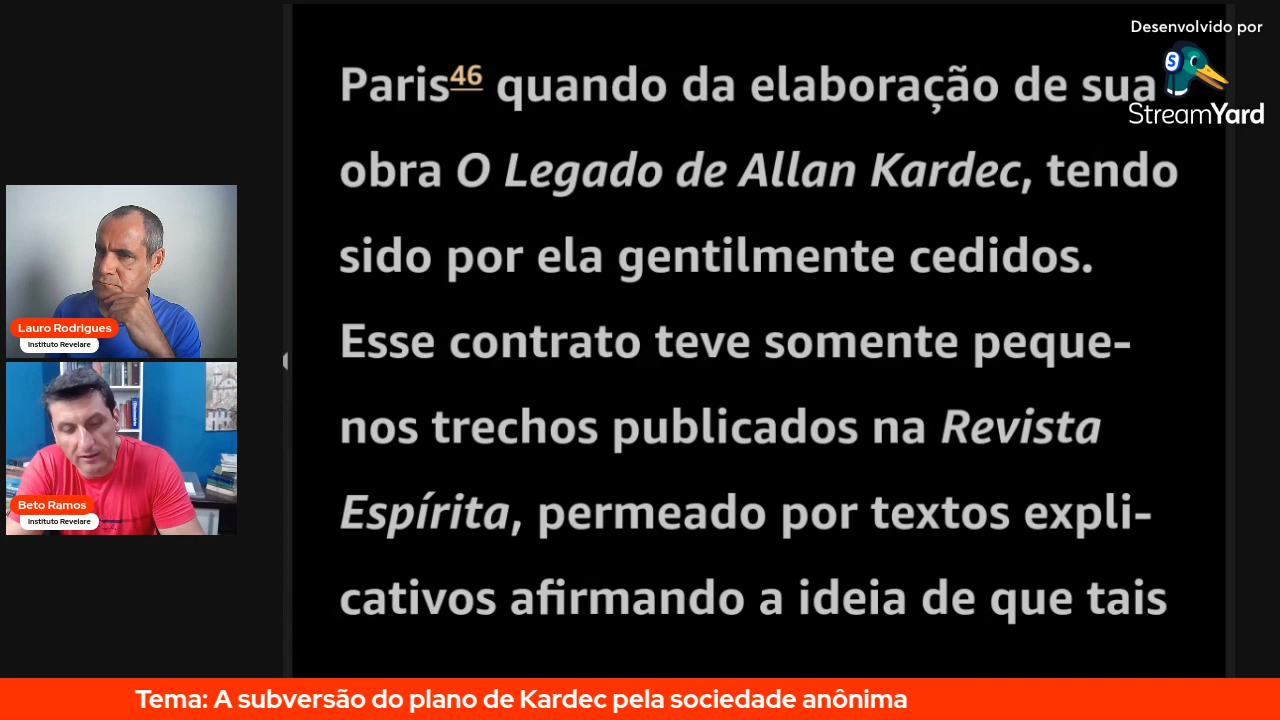 Desenvolvido por
StreamYard
Paris46 quando da elaboração de sua
obra O Legado de Allan Kardec, tendo
sido por ela gentilmente cedidos.
Esse contrato teve somente peque-
nos trechos publicados na Revista
Espírita, permeado por textos expli-
cativos afirmando a ideia de que tais
Lauro Rodrigues
Instituto Revelare
Beto Ramos
Instituto Revelare
Tema: A subversão do plano de Kardec pela sociedade anônima